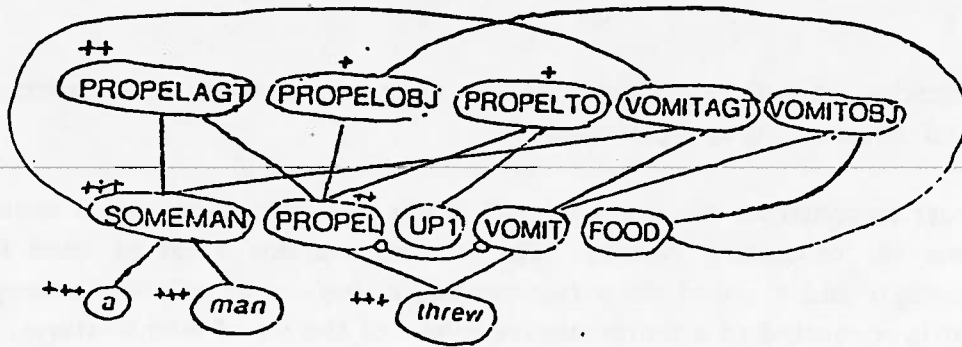 ++ + +
PROPELAGT PROPELOBJ PROPELTO VOMITAGT VOMITOBJ
+++ ++
SOMEMAN PROPEL UP1 VOMIT FOOD
+++ a +++ man +++ threw